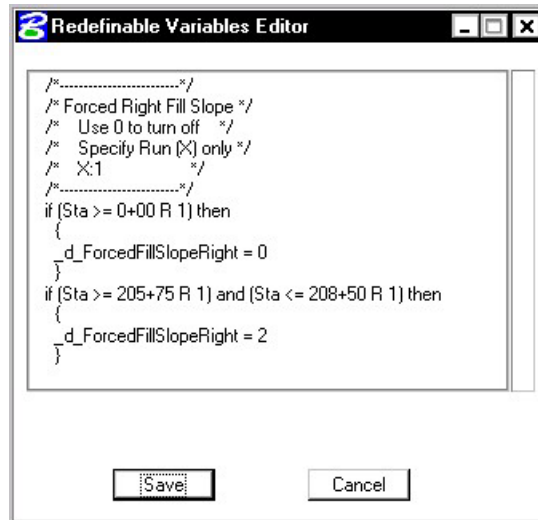 Redefinable Variables Editor
/*------------------------*/
/* Forced Right Fill Slope */
/*    Use 0 to turn off    */
/*    Specify Run (X) only */
/*    X:1                */
/*------------------------*/
if (Sta >= 0+00 R 1) then
{
_d_ForcedFillSlopeRight = 0
}
if (Sta >= 205+75 R 1) and (Sta <= 208+50 R 1) then
{
_d_ForcedFillSlopeRight = 2
}
Save
Cancel